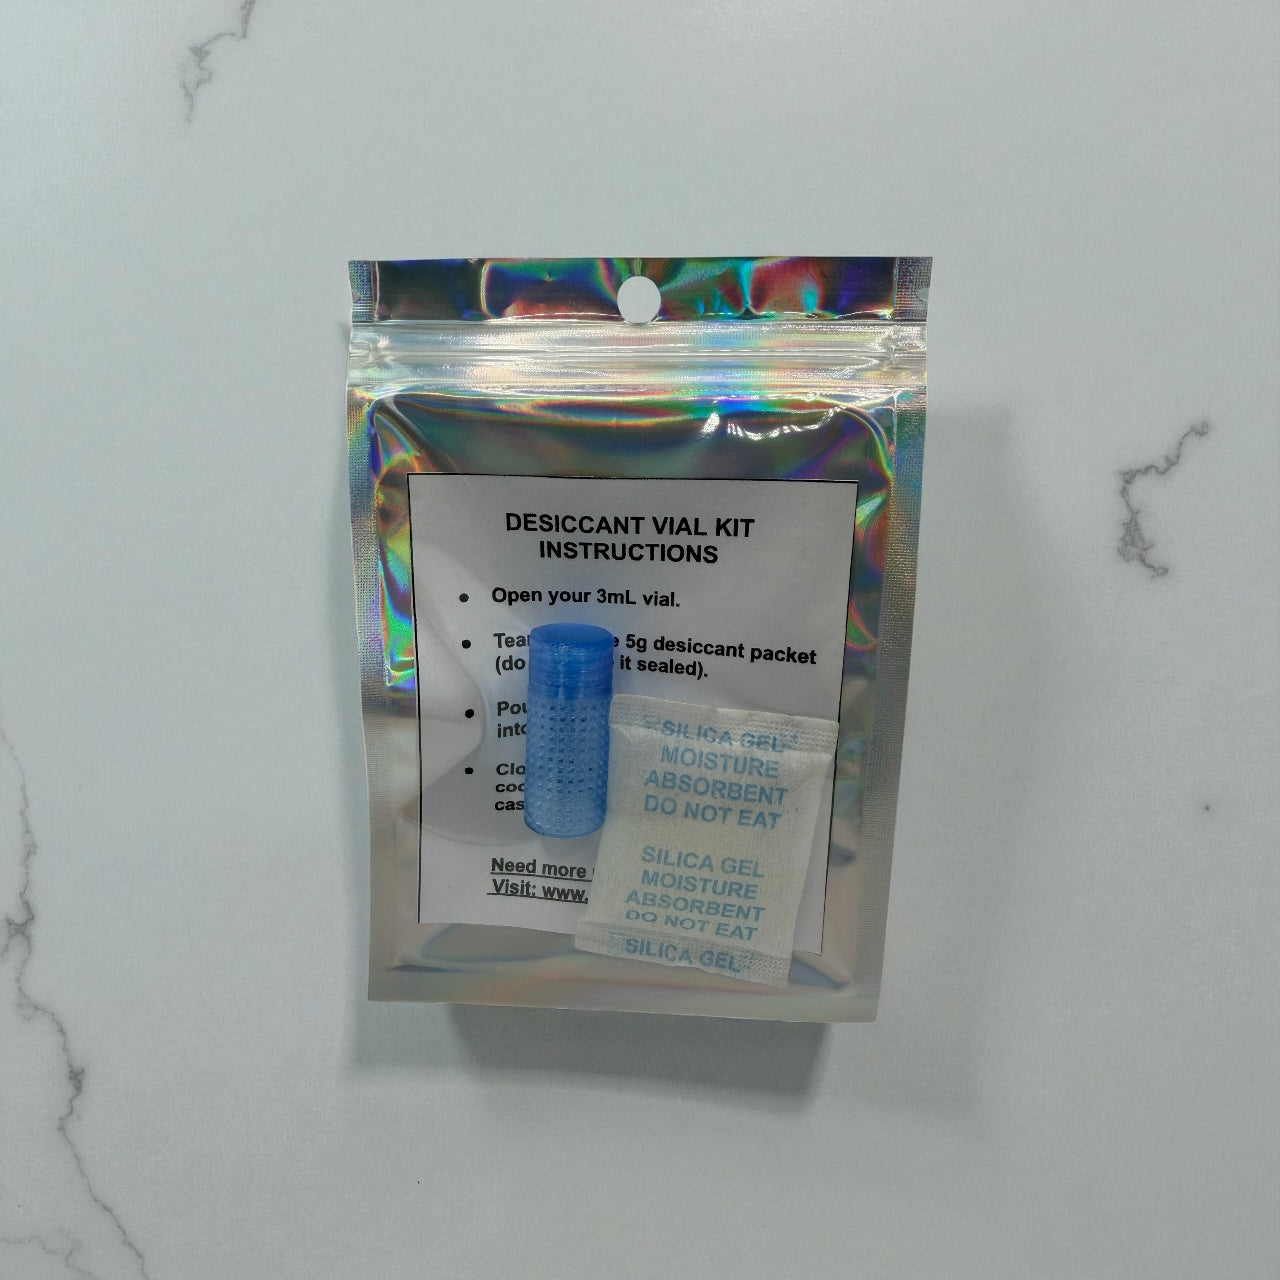 DESICCANT VIAL KIT
INSTRUCTIONS
Open your 3mL vial.
5g desiccant packet
it sealed).
Need more
Visit: www.
SILICA GEL
MOISTURE
ABSORBENT
DO NOT EAT
SILICA GEL
MOISTURE
ABSORBENT
DO NOT EAT
SILICA GEL